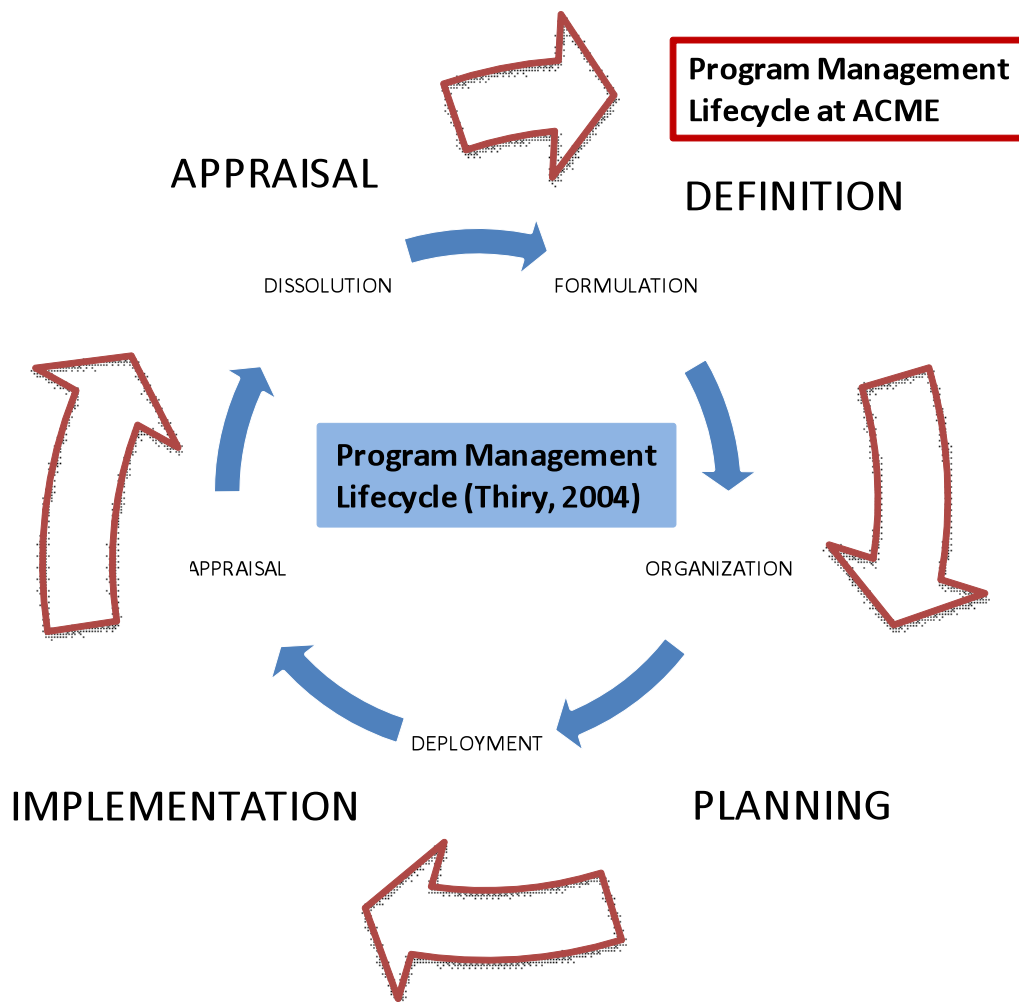 Program Management
Lifecycle at ACME
APPRAISAL
DEFINITION
DISSOLUTION
FORMULATION
Program Management
Lifecycle (Thiry, 2004)
APPRAISAL
ORGANIZATION
DEPLOYMENT
IMPLEMENTATION
PLANNING